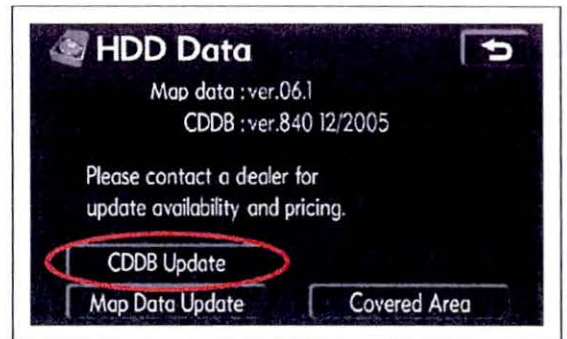 HDD Data
Map data : ver.06.1
CDDB : ver.840 12/2005
Please contact a dealer for
update availability and pricing.
CDDB Update
Map Data Update Covered Area